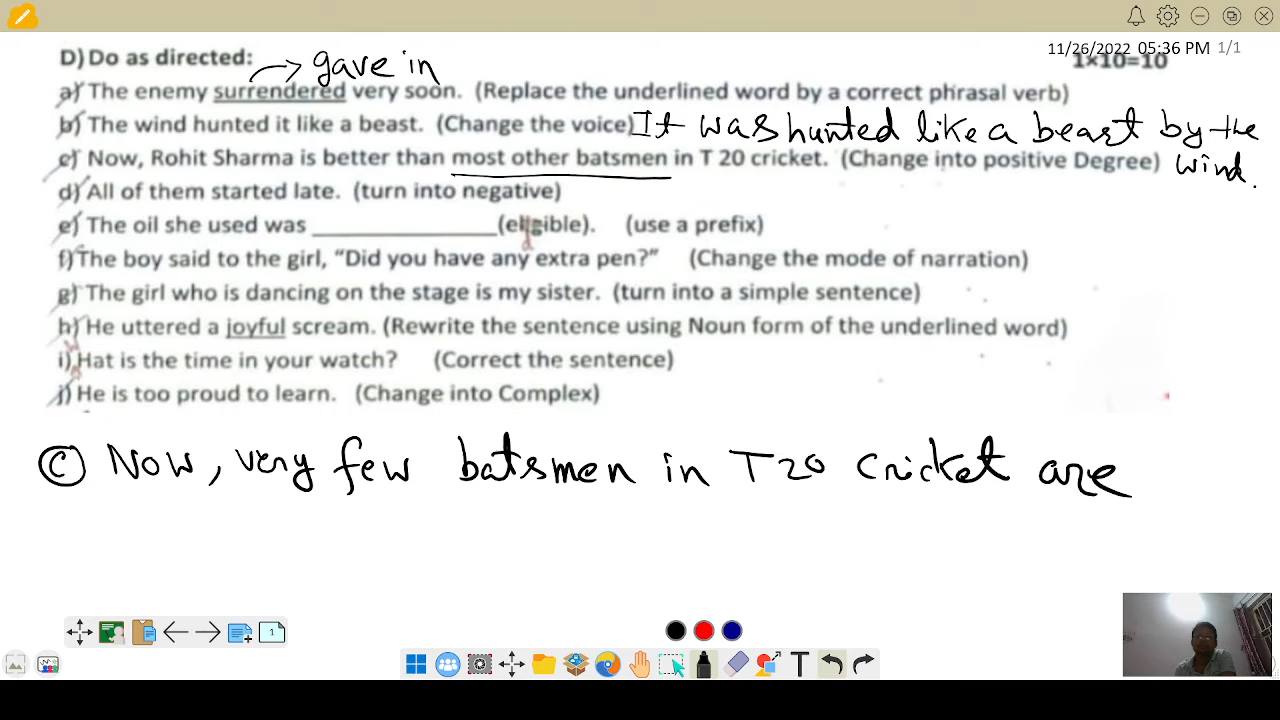 11/26/2022 05:36 PM 1/1
D) Do as directed:
1×10=10
gave in
a) The enemy surrendered very soon. (Replace the underlined word by a correct phrasal verb)
b) The wind hunted it like a beast. (Change the voice) It was hunted like a beast by the
wind.
c) Now, Rohit Sharma is better than most other batsmen in T 20 cricket. (Change into positive Degree)
d) All of them started late. (turn into negative)
e) The oil she used was ______________ (eligible). (use a prefix)
f) The boy said to the girl, “Did you have any extra pen?” (Change the mode of narration)
g) The girl who is dancing on the stage is my sister. (turn into a simple sentence)
h) He uttered a joyful scream. (Rewrite the sentence using Noun form of the underlined word)
i) Hat is the time in your watch? (Correct the sentence)
j) He is too proud to learn. (Change into Complex)
(C) Now, very few batsmen in T20 cricket are
1
T